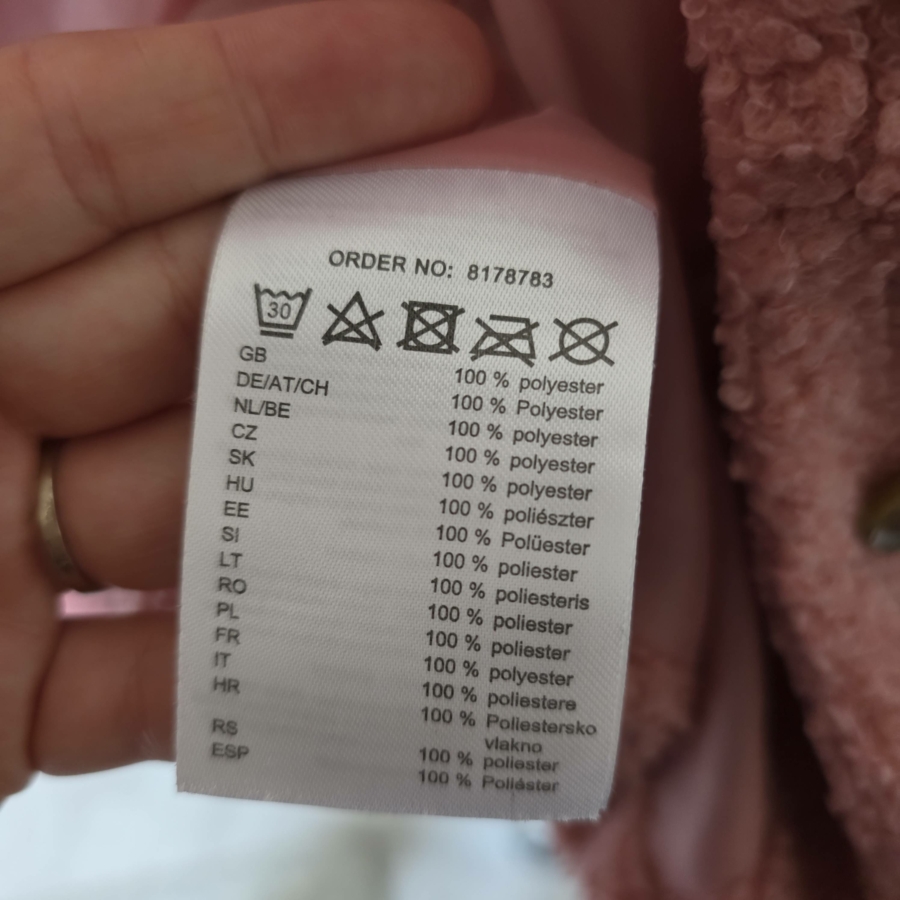 ORDER NO: 8178783
30
GB 100 % polyester
DE/AT/CH 100 % Polyester
NL/BE 100 % polyester
CZ 100 % polyester
SK 100 % polyester
HU 100 % poliészter
EE 100 % Polüester
SI 100 % poliester
LT 100 % poliesteris
RO 100 % poliester
PL 100 % poliester
FR 100 % polyester
IT 100 % poliestere
HR 100 % Poliestersko
vlakno
RS 100 % poliester
ESP 100 % Poliéster